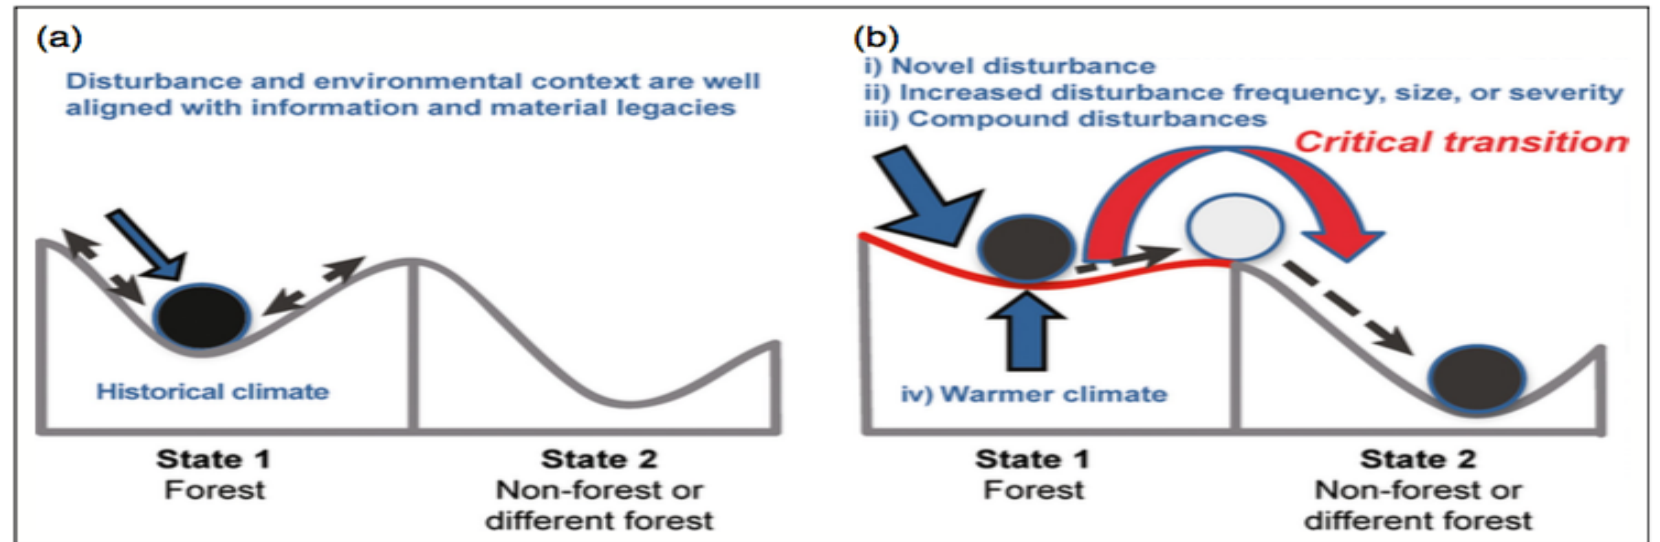 (a)
Disturbance and environmental context are well
aligned with information and material legacies
Historical climate
State 1
Forest
State 2
Non-forest or
different forest
(b)
i) Novel disturbance
ii) Increased disturbance frequency, size, or severity
iii) Compound disturbances
Critical transition
iv) Warmer climate
State 1
Forest
State 2
Non-forest or
different forest